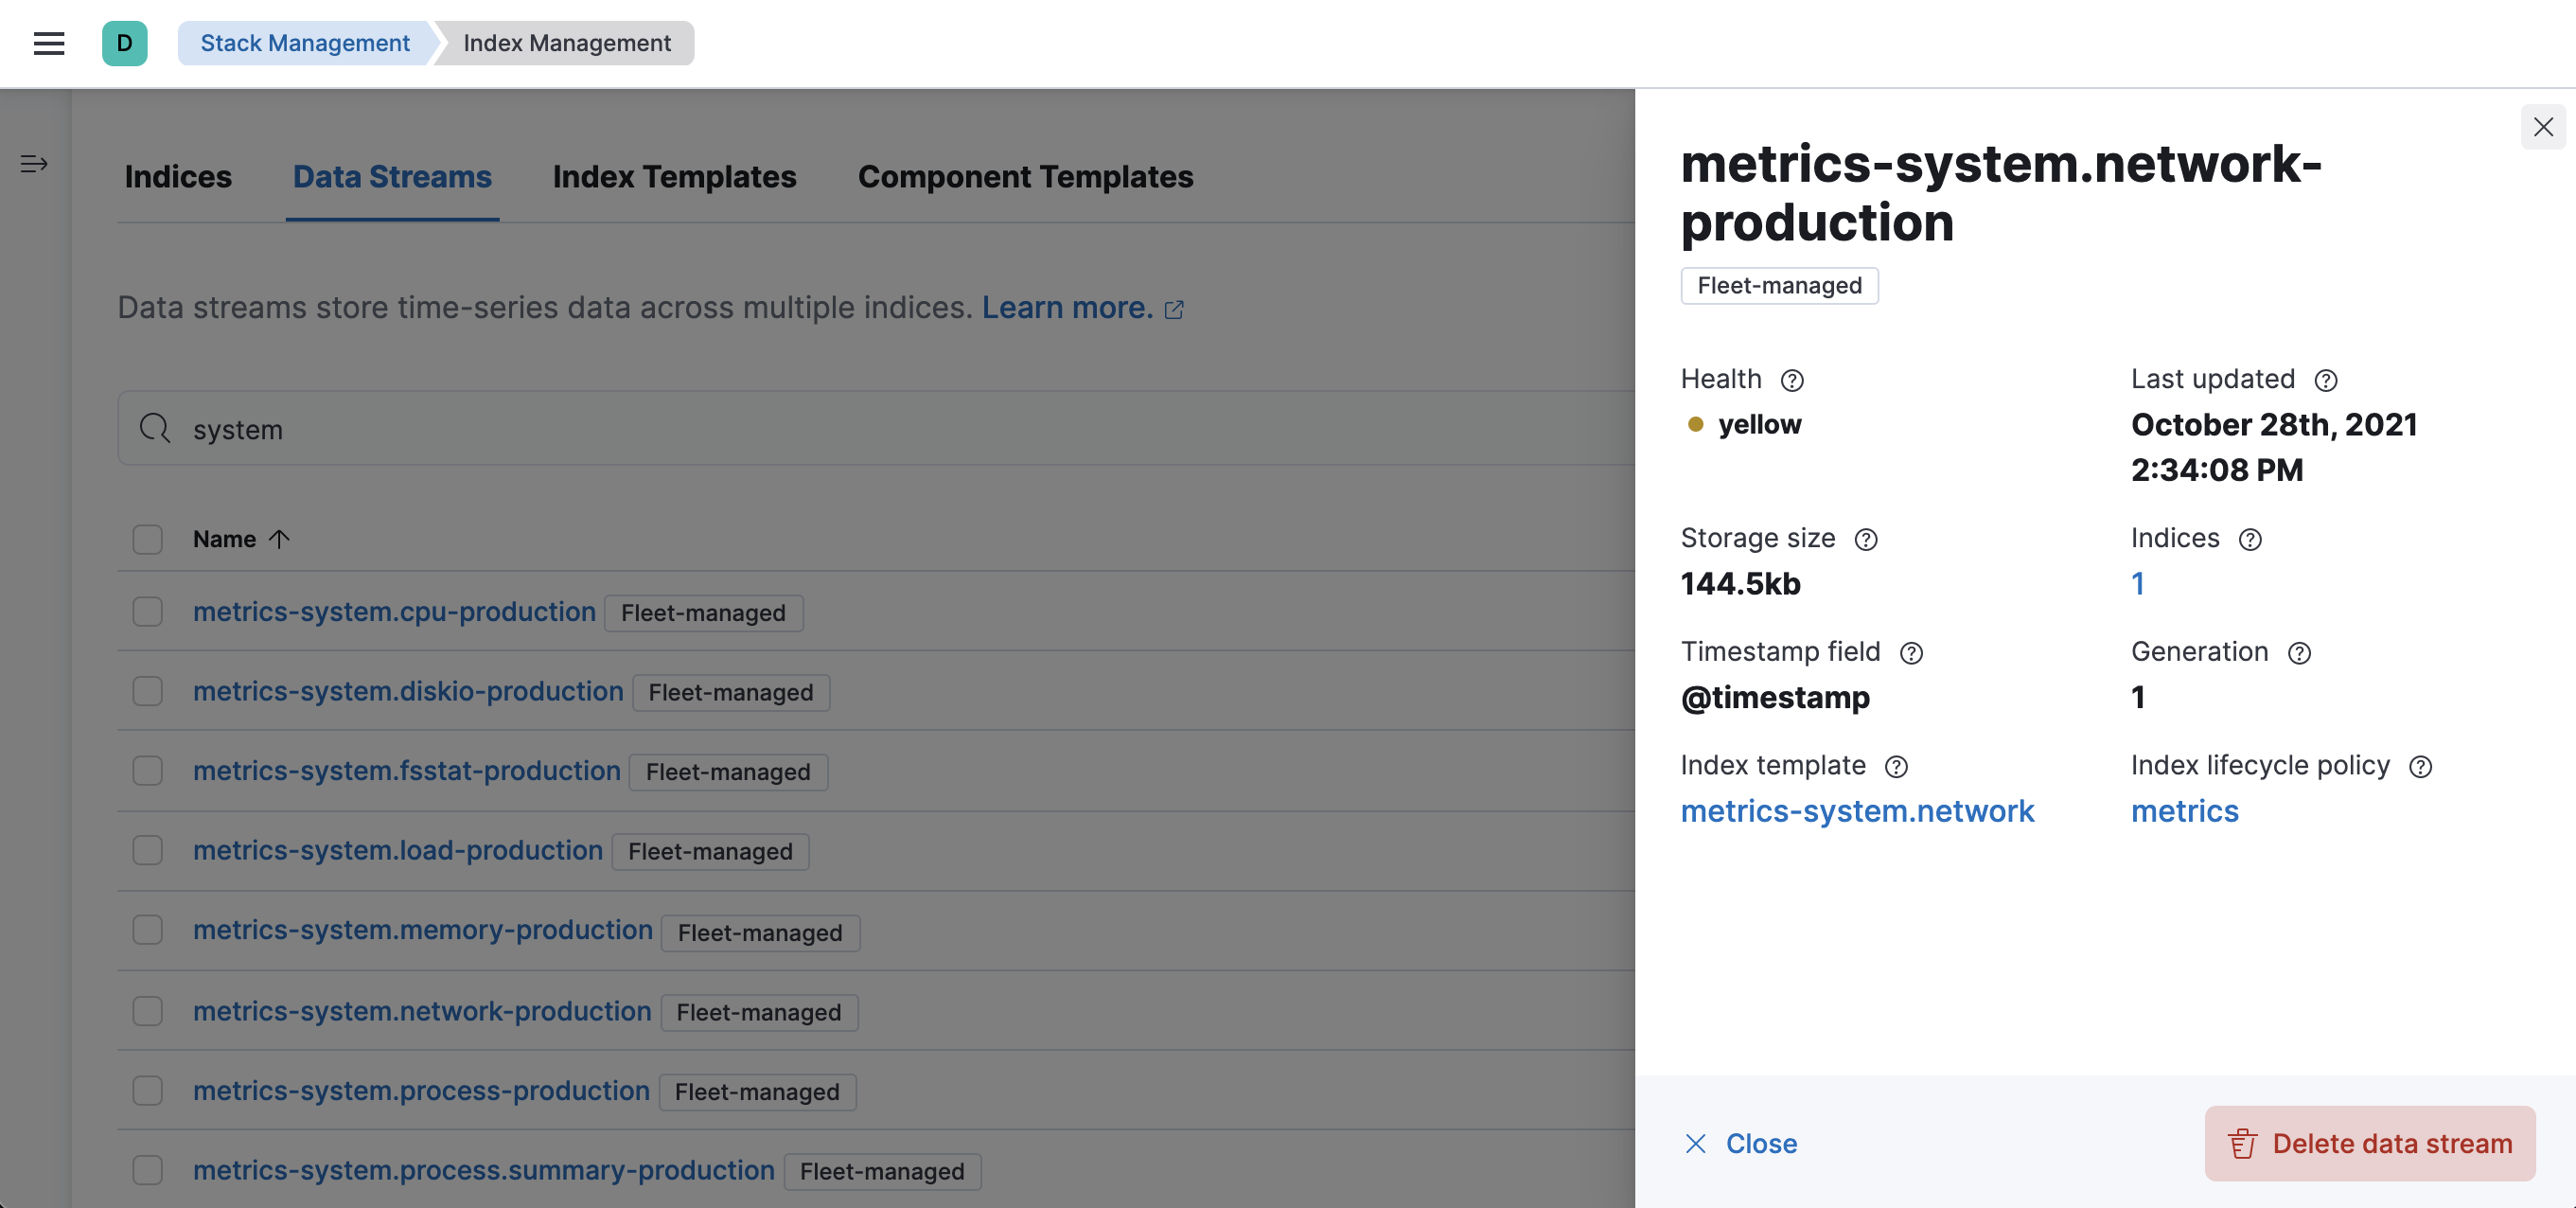 D
Stack Management
Index Management
Indices
Data Streams
Index Templates
Component Templates
Data streams store time-series data across multiple indices. Learn more.
system
Name
metrics-system.cpu-production Fleet-managed
metrics-system.diskio-production Fleet-managed
metrics-system.fsstat-production Fleet-managed
metrics-system.load-production Fleet-managed
metrics-system.memory-production Fleet-managed
metrics-system.network-production Fleet-managed
metrics-system.process-production Fleet-managed
metrics-system.process.summary-production Fleet-managed
metrics-system.network-
production
Fleet-managed
Health
yellow
Last updated
October 28th, 2021
2:34:08 PM
Storage size
144.5kb
Indices
1
Timestamp field
@timestamp
Generation
1
Index template
metrics-system.network
Index lifecycle policy
metrics
Close
Delete data stream